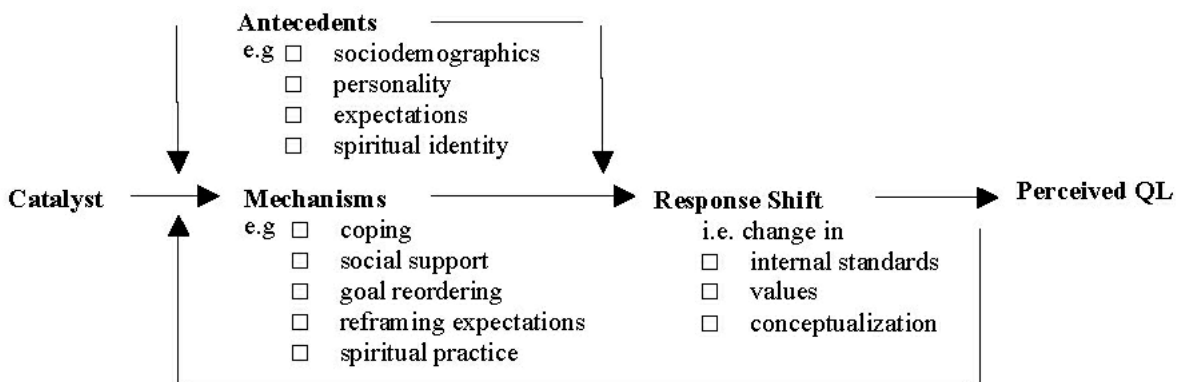 Antecedents
e.g □ sociodemographics
□ personality
□ expectations
□ spiritual identity
Catalyst
Mechanisms
e.g □ coping
□ social support
□ goal reordering
□ reframing expectations
□ spiritual practice
Response Shift
i.e. change in
□ internal standards
□ values
□ conceptualization
Perceived QL